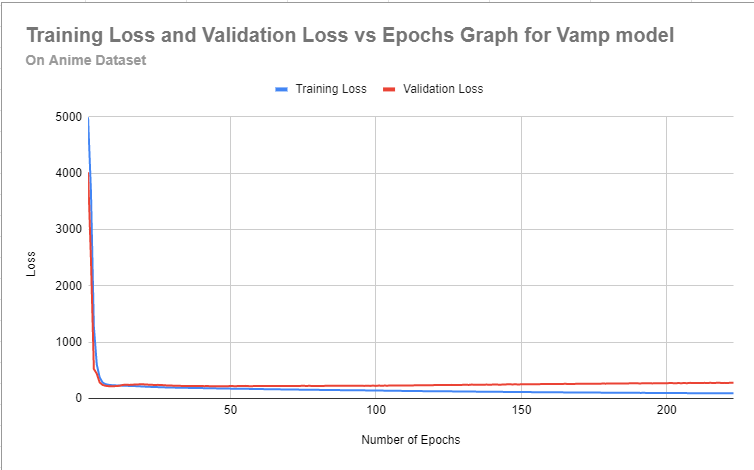 Training Loss and Validation Loss vs Epochs Graph for Vamp model
On Anime Dataset
Training Loss Validation Loss
5000
4000
3000
2000
1000
0
Loss
50 100 150 200
Number of Epochs